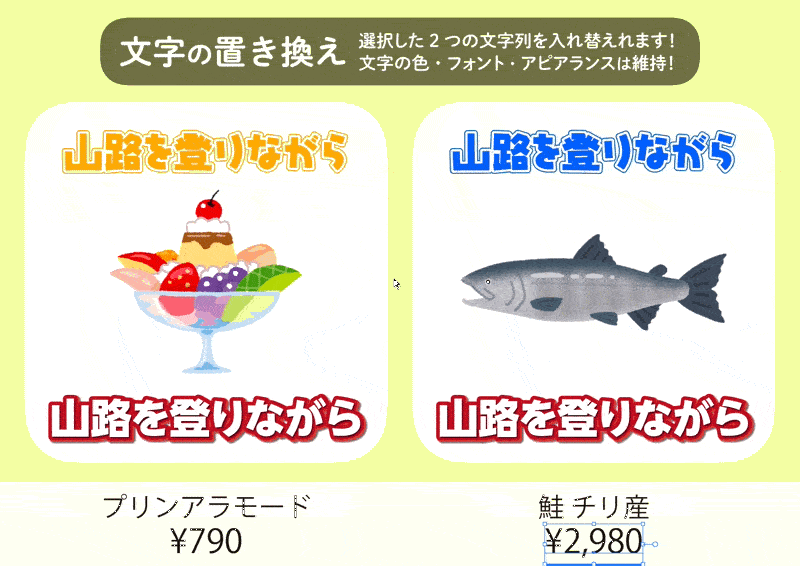 文字の置き換え
選択した2つの文字列を入れ替えれます!
文字の色・フォント・アピアランスは維持!
山路を登りながら
山路を登りながら
山路を登りながら
山路を登りながら
プリンアラモード
¥790
鮭 チリ産
¥2,980